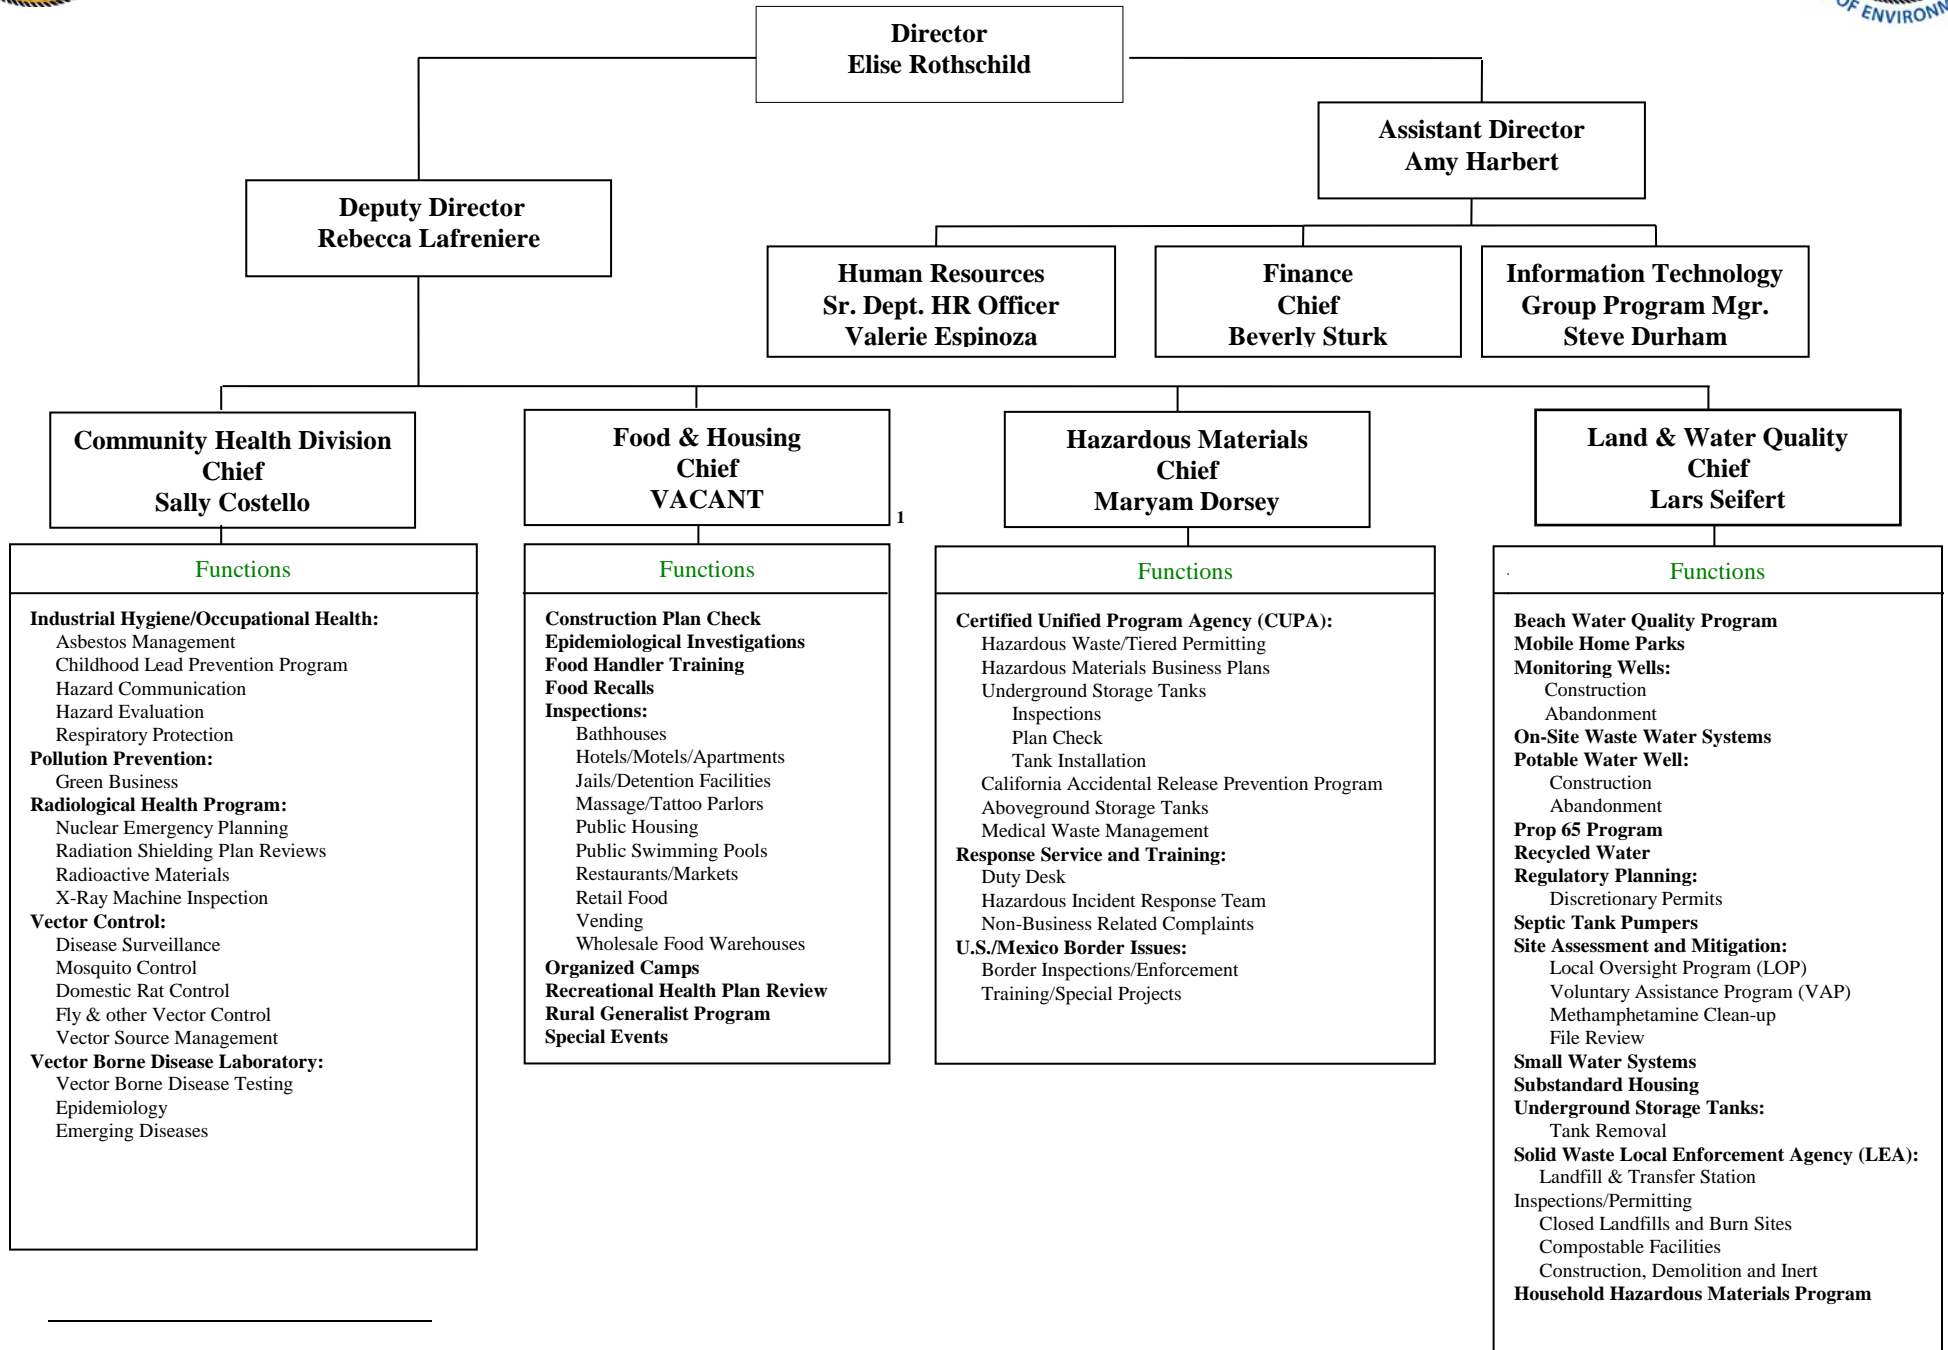 OF ENVIRONM
Director
Elise Rothschild
Assistant Director
Amy Harbert
Deputy Director
Rebecca Lafreniere
Human Resources
Sr. Dept. HR Officer
Valerie Espinoza
Finance
Chief
Beverly Sturk
Information Technology
Group Program Mgr.
Steve Durham
Community Health Division
Chief
Sally Costello
Food & Housing
Chief
VACANT
1
Hazardous Materials
Chief
Maryam Dorsey
Land & Water Quality
Chief
Lars Seifert
Functions
Industrial Hygiene/Occupational Health:
Asbestos Management
Childhood Lead Prevention Program
Hazard Communication
Hazard Evaluation
Respiratory Protection
Pollution Prevention:
Green Business
Radiological Health Program:
Nuclear Emergency Planning
Radiation Shielding Plan Reviews
Radioactive Materials
X-Ray Machine Inspection
Vector Control:
Disease Surveillance
Mosquito Control
Domestic Rat Control
Fly & other Vector Control
Vector Source Management
Vector Borne Disease Laboratory:
Vector Borne Disease Testing
Epidemiology
Emerging Diseases
Functions
Construction Plan Check
Epidemiological Investigations
Food Handler Training
Food Recalls
Inspections:
Bathhouses
Hotels/Motels/Apartments
Jails/Detention Facilities
Massage/Tattoo Parlors
Public Housing
Public Swimming Pools
Restaurants/Markets
Retail Food
Vending
Wholesale Food Warehouses
Organized Camps
Recreational Health Plan Review
Rural Generalist Program
Special Events
Functions
Certified Unified Program Agency (CUPA):
Hazardous Waste/Tiered Permitting
Hazardous Materials Business Plans
Underground Storage Tanks
Inspections
Plan Check
Tank Installation
California Accidental Release Prevention Program
Aboveground Storage Tanks
Medical Waste Management
Response Service and Training:
Duty Desk
Hazardous Incident Response Team
Non-Business Related Complaints
U.S./Mexico Border Issues:
Border Inspections/Enforcement
Training/Special Projects
Functions
Beach Water Quality Program
Mobile Home Parks
Monitoring Wells:
Construction
Abandonment
On-Site Waste Water Systems
Potable Water Well:
Construction
Abandonment
Prop 65 Program
Recycled Water
Regulatory Planning:
Discretionary Permits
Septic Tank Pumpers
Site Assessment and Mitigation:
Local Oversight Program (LOP)
Voluntary Assistance Program (VAP)
Methamphetamine Clean-up
File Review
Small Water Systems
Substandard Housing
Underground Storage Tanks:
Tank Removal
Solid Waste Local Enforcement Agency (LEA):
Landfill & Transfer Station
Inspections/Permitting
Closed Landfills and Burn Sites
Compostable Facilities
Construction, Demolition and Inert
Household Hazardous Materials Program